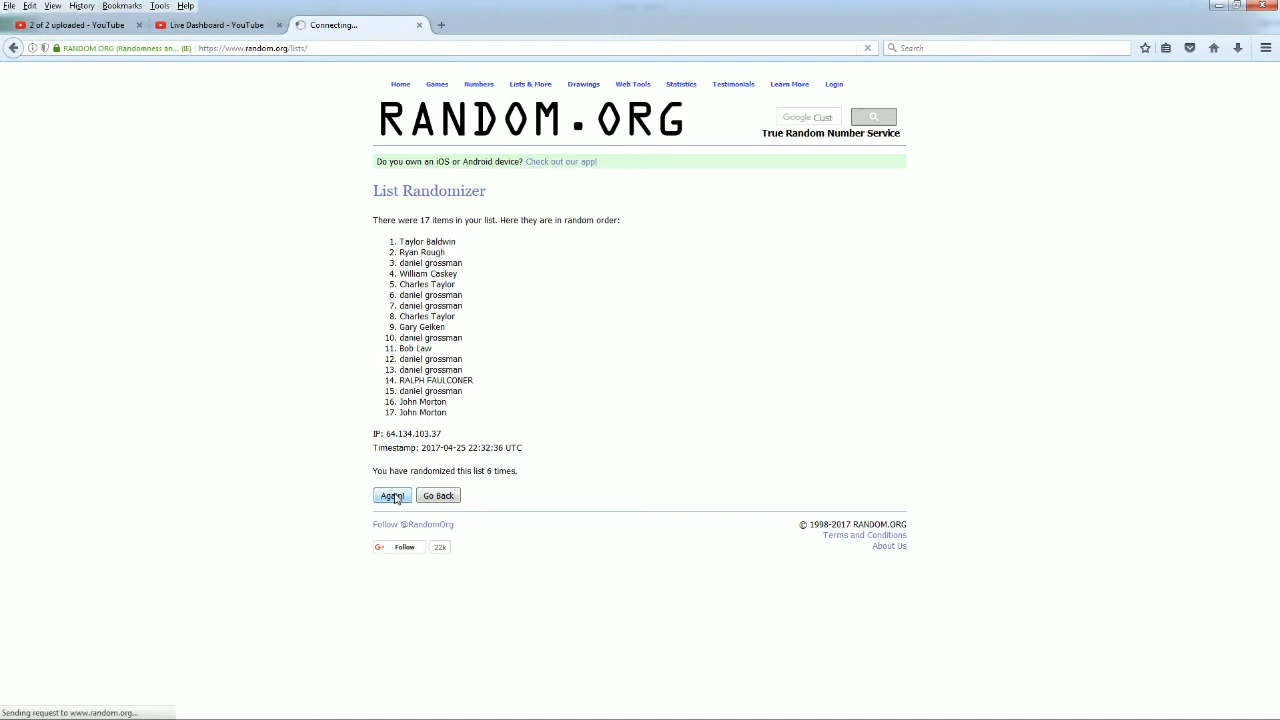 File Edit View History Bookmarks Tools Help
2 of 2 uploaded - YouTube × Live Dashboard - YouTube × Connecting... × +
RANDOM.ORG (Randomness an... (IE) https://www.random.org/lists/ Search
Home Games Numbers Lists & More Drawings Web Tools Statistics Testimonials Learn More Login
RANDOM.ORG
Google Cust
True Random Number Service
Do you own an iOS or Android device? Check out our app!
List Randomizer
There were 17 items in your list. Here they are in random order:
1. Taylor Baldwin
2. Ryan Rough
3. daniel grossman
4. William Caskey
5. Charles Taylor
6. daniel grossman
7. daniel grossman
8. Charles Taylor
9. Gary Geiken
10. daniel grossman
11. Bob Law
12. daniel grossman
13. daniel grossman
14. RALPH FAULCONER
15. daniel grossman
16. John Morton
17. John Morton
IP: 64.134.103.37
Timestamp: 2017-04-25 22:32:36 UTC
You have randomized this list 6 times.
Again! Go Back
Follow @RandomOrg © 1998-2017 RANDOM.ORG
Terms and Conditions
G+ Follow 22k About Us
Sending request to www.random.org...